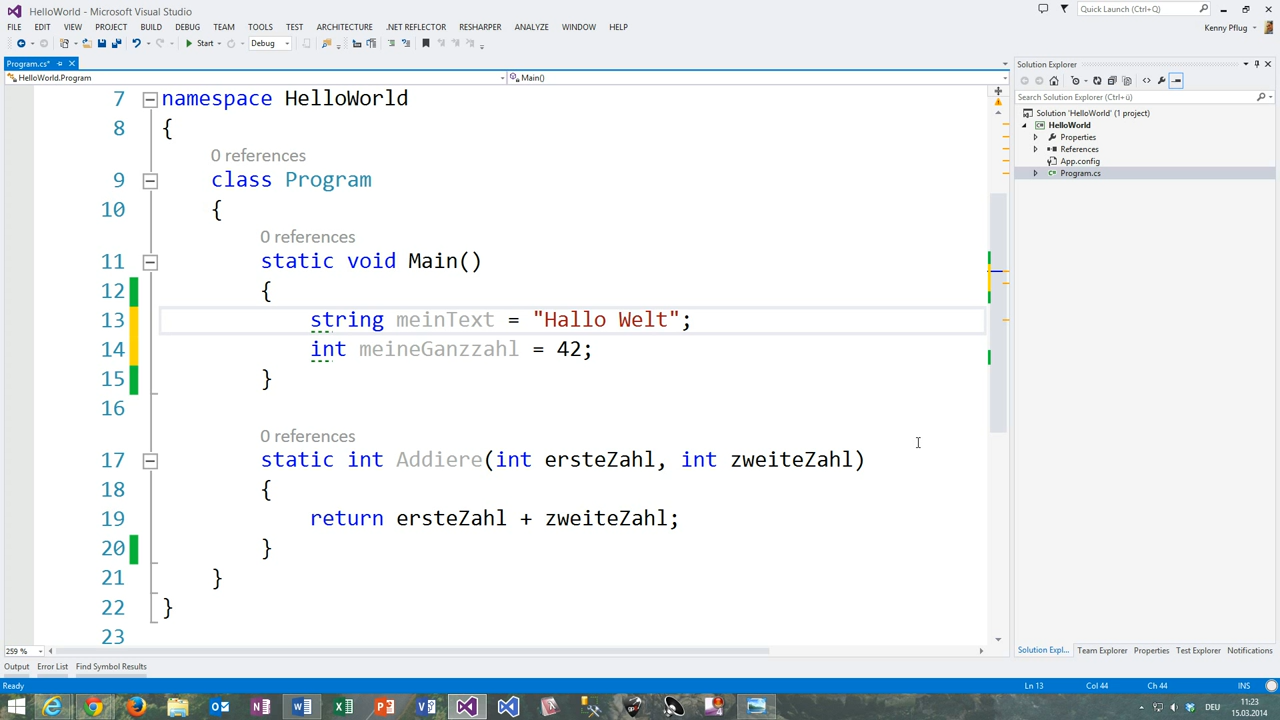 HelloWorld - Microsoft Visual Studio
Quick Launch (Ctrl+Q)
FILE EDIT VIEW PROJECT BUILD DEBUG TEAM TOOLS TEST ARCHITECTURE .NET REFLECTOR RESHARPER ANALYZE WINDOW HELP
Kenny Pflug
Start Debug
Program.cs*
Solution Explorer
HelloWorld.Program
Main()
Search Solution Explorer (Ctrl+ü)
Solution 'HelloWorld' (1 project)
HelloWorld
Properties
References
App.config
Program.cs
7 namespace HelloWorld
8 {
0 references
9 class Program
10 {
0 references
11 static void Main()
12 {
13 string meinText = "Hallo Welt";
14 int meineGanzzahl = 42;
15 }
16
0 references
17 static int Addiere(int ersteZahl, int zweiteZahl)
18 {
19 return ersteZahl + zweiteZahl;
20 }
21 }
22 }
23
259 %
Solution Expl... Team Explorer Properties Test Explorer Notifications
Output Error List Find Symbol Results
Ready
Ln 13 Col 44 Ch 44 INS
DEU
11:23
15.03.2014